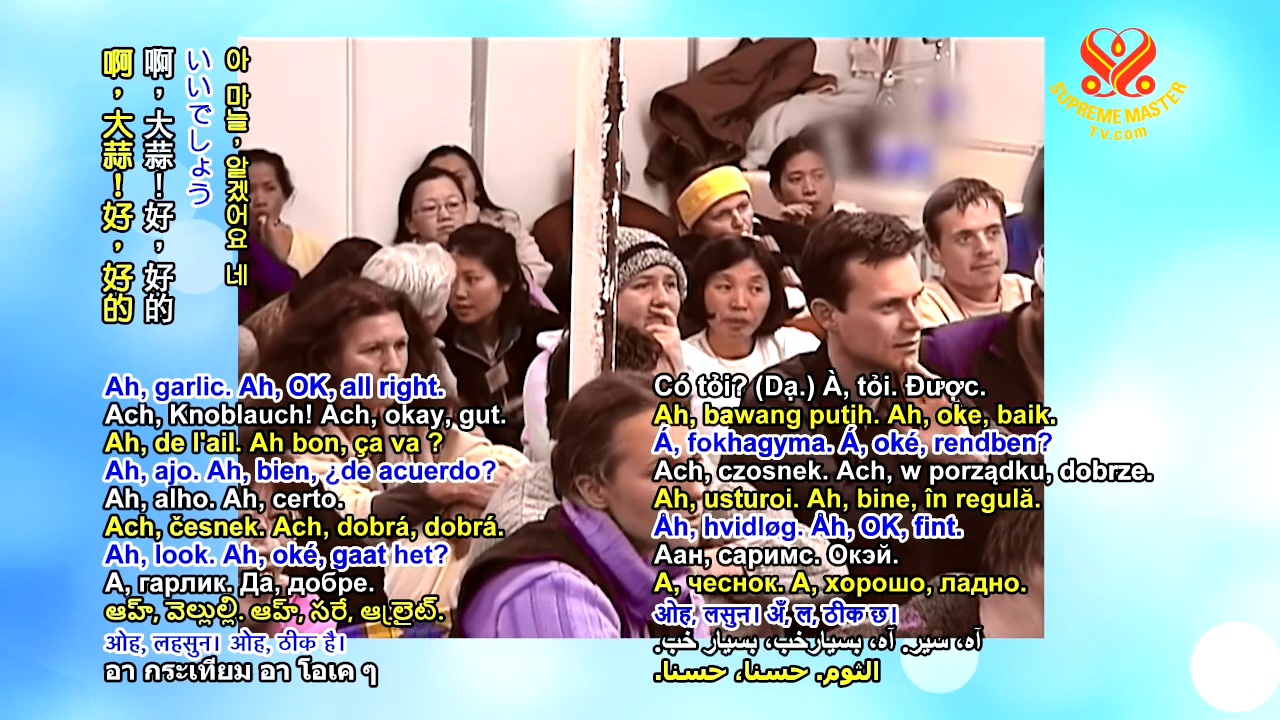 啊，大蒜！好，好的
啊，大蒜！好，好的
いいでしょう
아 마늘, 알겠어요 네
SUPREME MASTER
TV.com
Ah, garlic. Ah, OK, all right.
Ach, Knoblauch! Ach, okay, gut.
Ah, de l'ail. Ah bon, ça va ?
Ah, ajo. Ah, bien, ¿de acuerdo?
Ah, alho. Ah, certo.
Ach, česnek. Ach, dobrá, dobrá.
Ah, look. Ah, oké, gaat het?
А, гарлик. Да, добре.
ఆహ్, వెల్లుల్లి. ఆహ్, సరే, ఆల్రైట్.
ओह, लहसुन। ओह, ठीक है।
อา กระเทียม อา โอเค ๆ
Có tỏi? (Dạ.) À, tỏi. Được.
Ah, bawang putih. Ah, oke, baik.
Á, fokhagyma. Á, oké, rendben?
Ach, czosnek. Ach, w porządku, dobrze.
Ah, usturoi. Ah, bine, în regulă.
Åh, hvidløg. Åh, OK, fint.
Аан, саримс. Окэй.
А, чеснок. А, хорошо, ладно.
ओह, लसुन। अँ, ल, ठीक छ।
آه، سیر. آه، بسیارخب، بسیار خب.
الثوم. حسنا، حسنا.